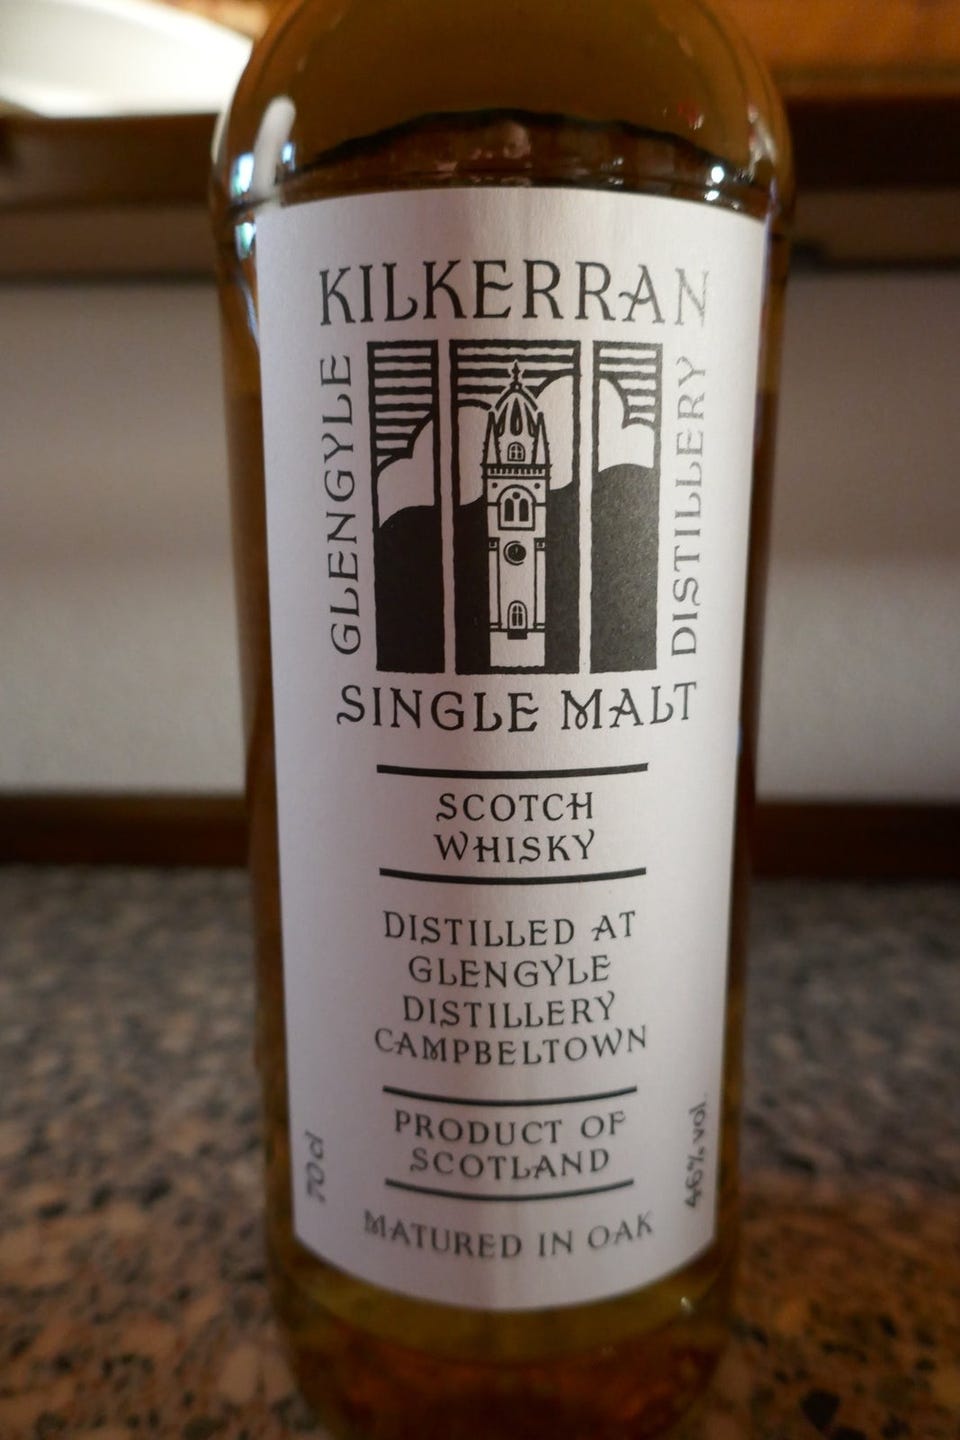 KILKERRAN
GLENGYLE
DISTILLERY
SINGLE MALT
SCOTCH
WHISKY
DISTILLED AT
GLENGYLE
DISTILLERY
CAMPBELTOWN
PRODUCT OF
SCOTLAND
70cl
46% vol.
MATURED IN OAK